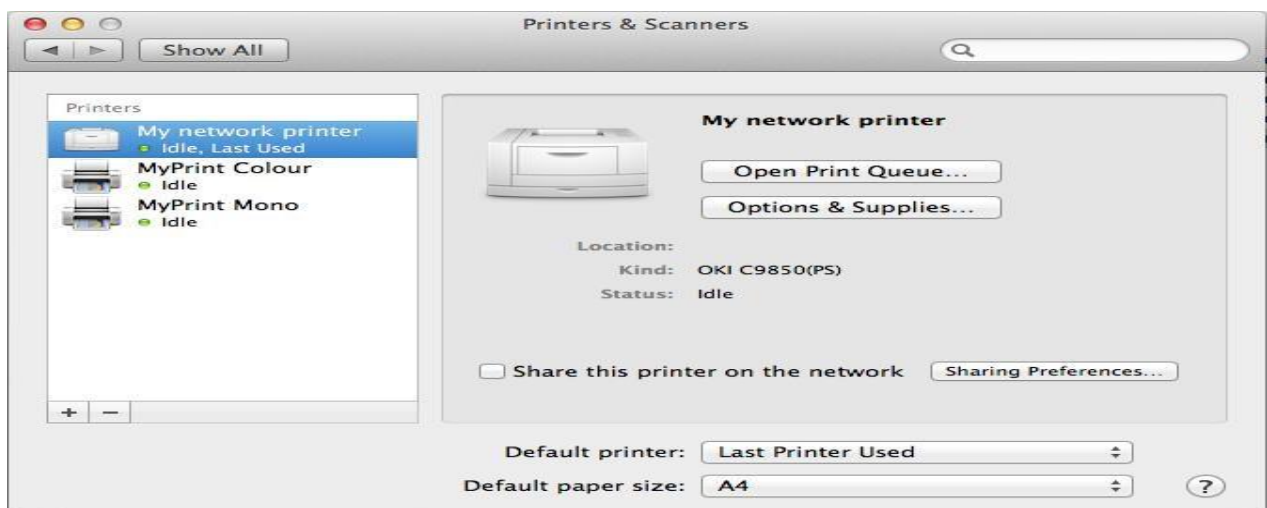 Printers & Scanners
Show All
Printers
My network printer
Idle, Last Used
MyPrint Colour
Idle
MyPrint Mono
Idle
+ −
My network printer
Open Print Queue...
Options & Supplies...
Location:
Kind: OKI C9850(PS)
Status: Idle
Share this printer on the network Sharing Preferences...
Default printer: Last Printer Used
Default paper size: A4 ?